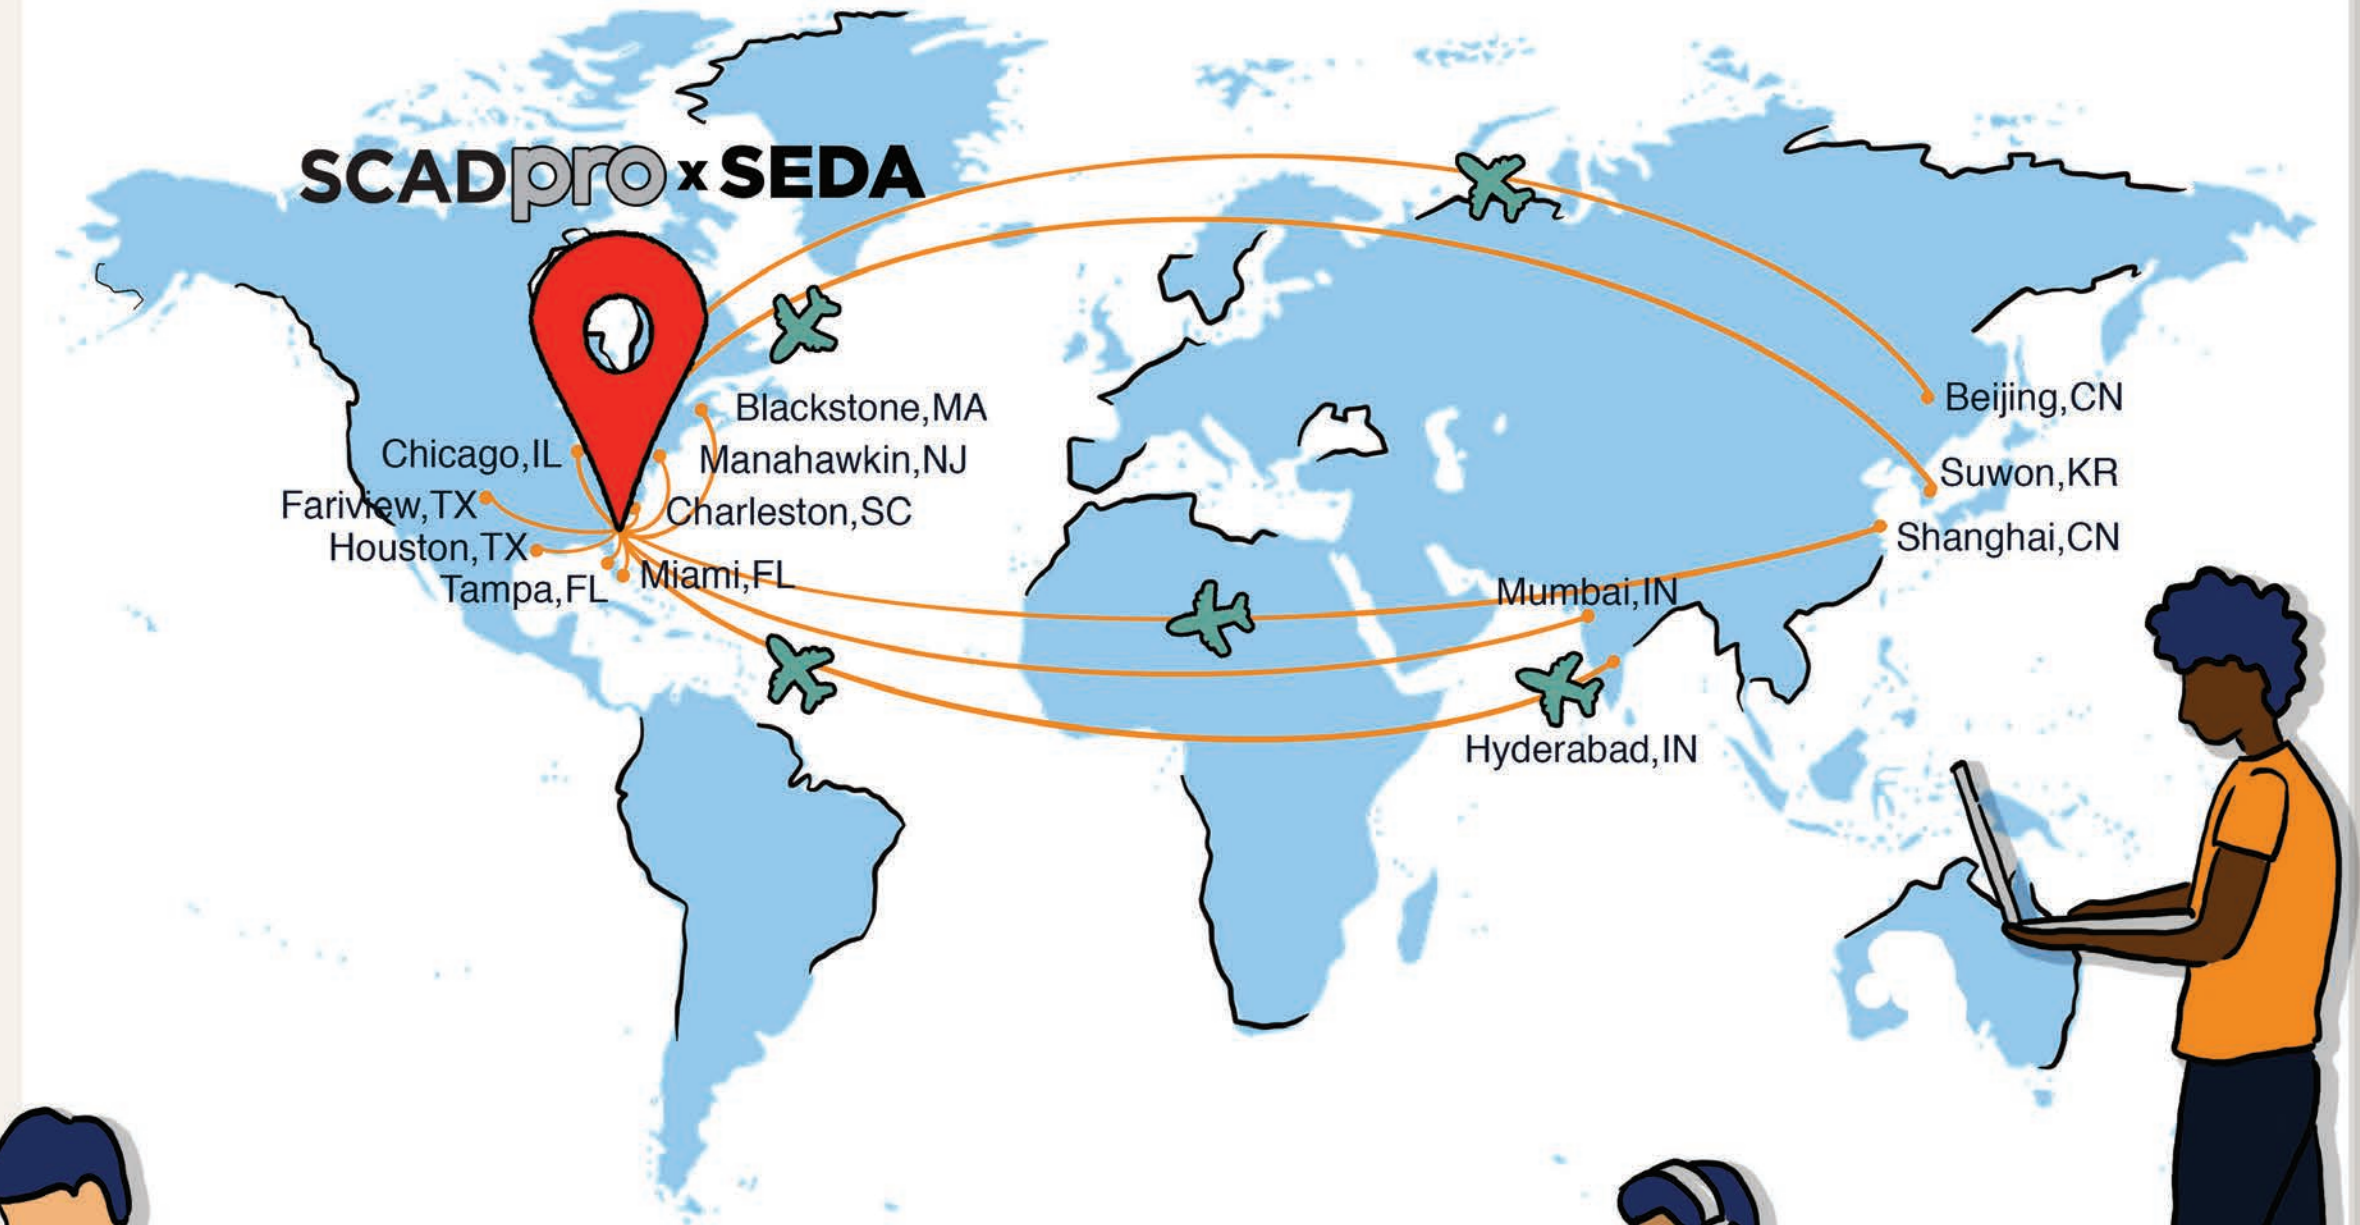 SCADpro x SEDA
Blackstone,MA
Chicago,IL
Manahawkin,NJ
Fariview,TX
Charleston,SC
Houston,TX
Tampa,FL
Miami,FL
Beijing,CN
Suwon,KR
Shanghai,CN
Mumbai,IN
Hyderabad,IN